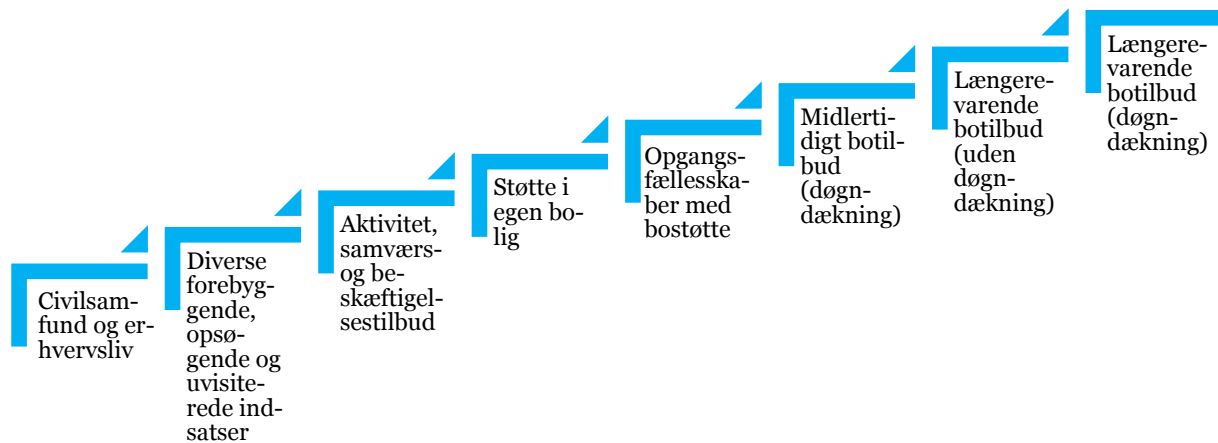 Civilsam-
fund og er-
hvervsliv
Diverse
forebyg-
gende,
opsø-
gende og
uvisite-
rede ind-
satser
Aktivitet,
samværs-
og be-
skæftigel-
sestilbud
Støtte i
egen bo-
lig
Opgangs-
fællesska-
ber med
bostøtte
Midlerti-
digt botil-
bud
(døgn-
dækning)
Længere-
varende
botilbud
(uden
døgn-
dækning)
Længere-
varende
botilbud
(døgn-
dækning)